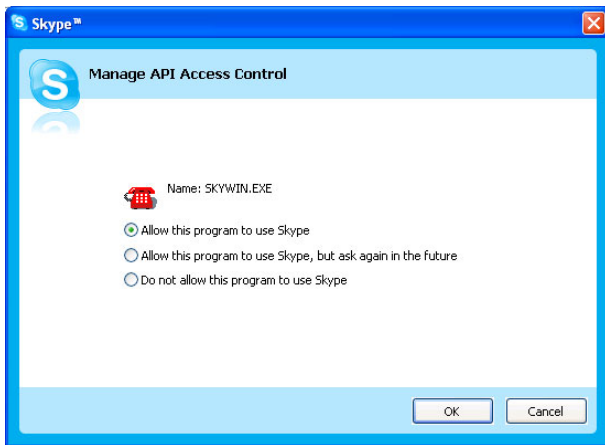 Skype™
Manage API Access Control
Name: SKYWIN.EXE
Allow this program to use Skype
Allow this program to use Skype, but ask again in the future
Do not allow this program to use Skype
OK Cancel